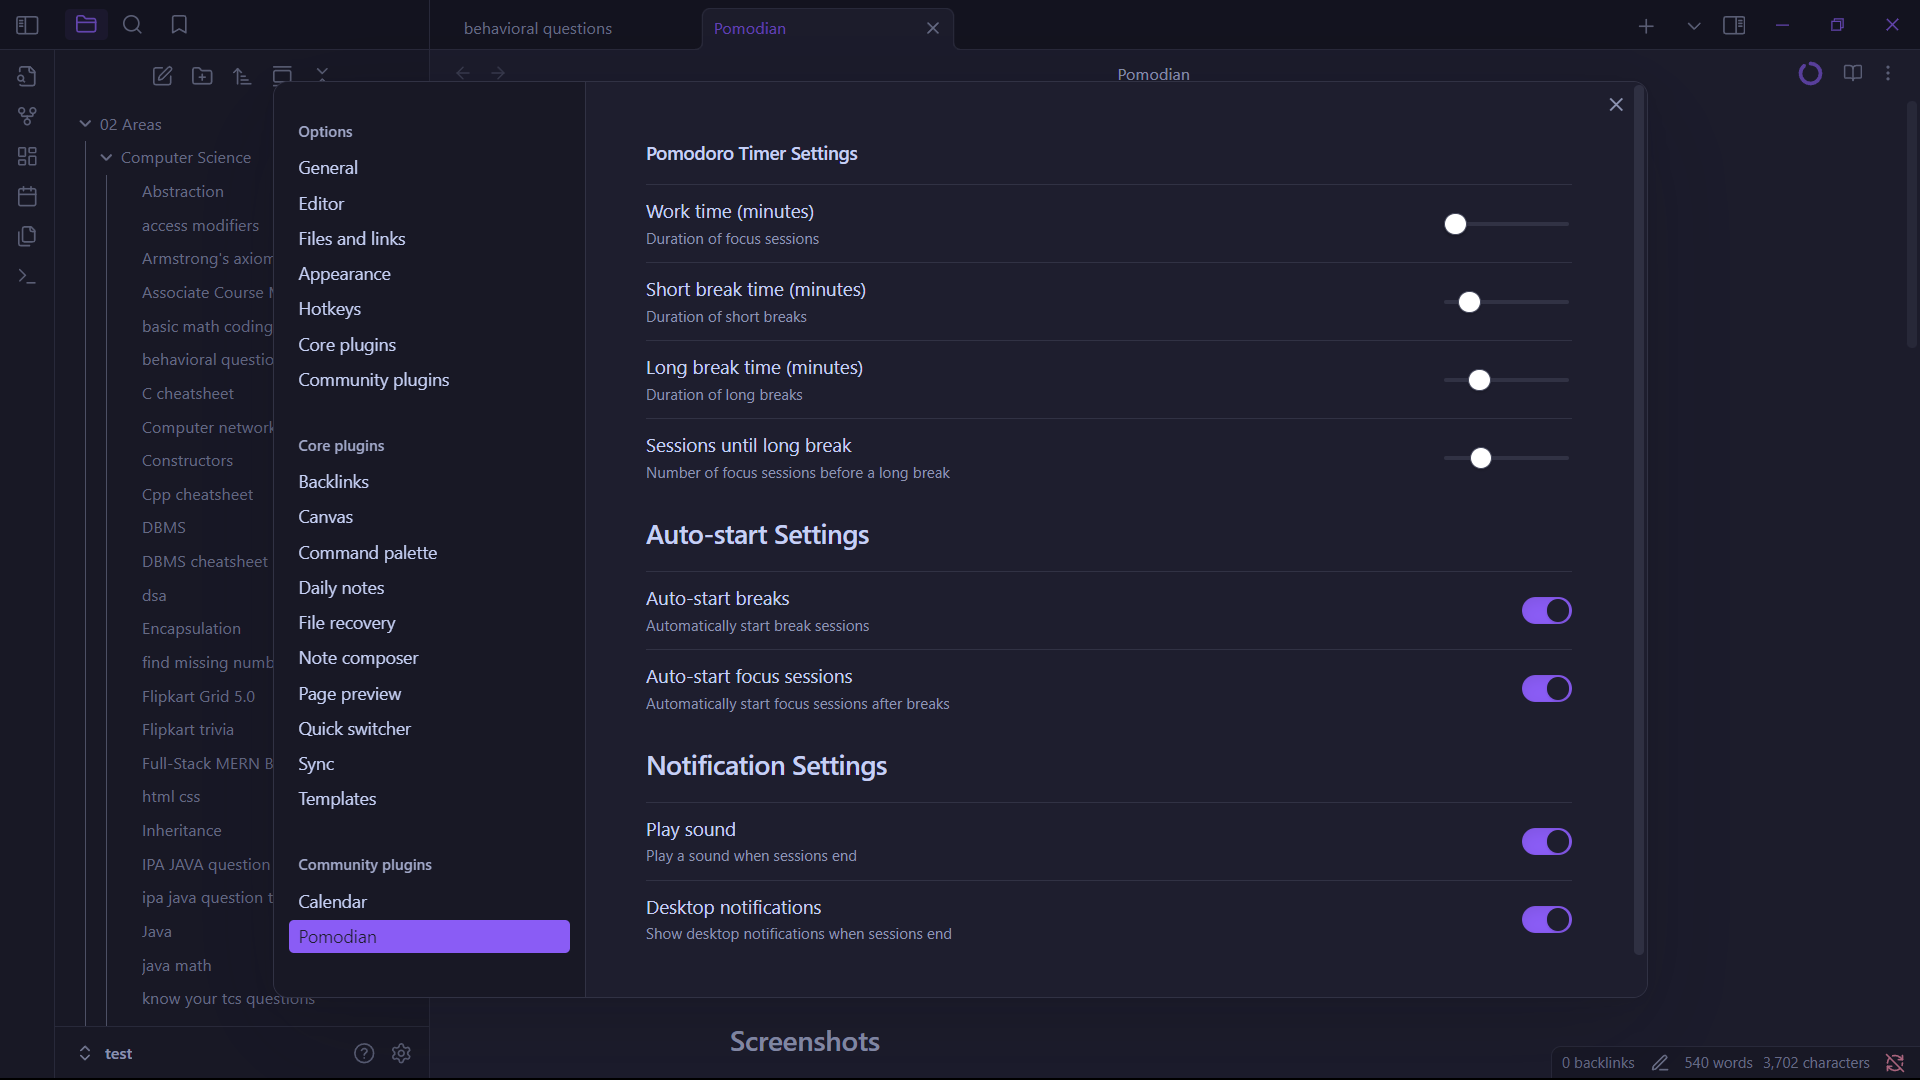 behavioral questions
Pomodian
Pomodian
02 Areas
Computer Science
Abstraction
access modifiers
Armstrong's axiom
Associate Course
basic math coding
behavioral questio
C cheatsheet
Computer network
Constructors
Cpp cheatsheet
DBMS
DBMS cheatsheet
dsa
Encapsulation
find missing numb
Flipkart Grid 5.0
Flipkart trivia
Full-Stack MERN B
html css
Inheritance
IPA JAVA question
ipa java question t
Java
java math
know your tcs questions
test
Options
General
Editor
Files and links
Appearance
Hotkeys
Core plugins
Community plugins
Core plugins
Backlinks
Canvas
Command palette
Daily notes
File recovery
Note composer
Page preview
Quick switcher
Sync
Templates
Community plugins
Calendar
Pomodian
Pomodoro Timer Settings
Work time (minutes)
Duration of focus sessions
Short break time (minutes)
Duration of short breaks
Long break time (minutes)
Duration of long breaks
Sessions until long break
Number of focus sessions before a long break
Auto-start Settings
Auto-start breaks
Automatically start break sessions
Auto-start focus sessions
Automatically start focus sessions after breaks
Notification Settings
Play sound
Play a sound when sessions end
Desktop notifications
Show desktop notifications when sessions end
Screenshots
0 backlinks
540 words 3,702 characters